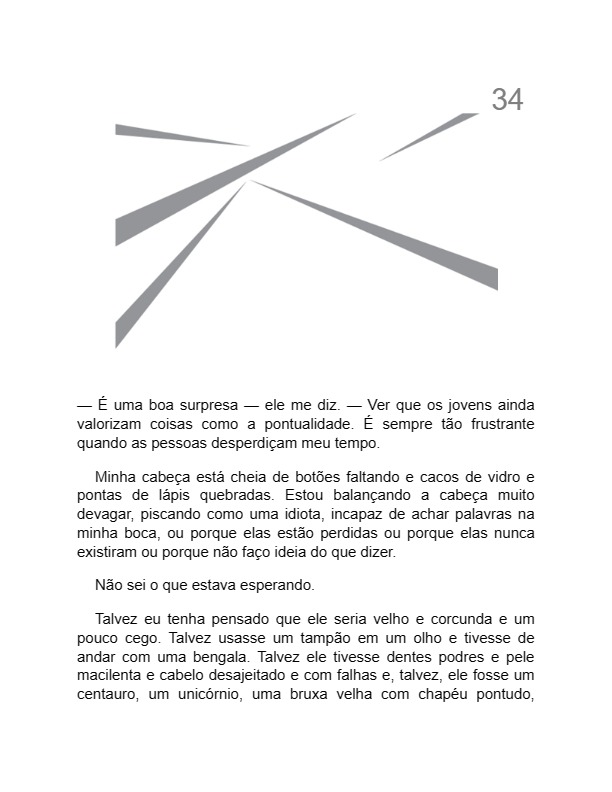 34
— É uma boa surpresa — ele me diz. — Ver que os jovens ainda
valorizam coisas como a pontualidade. É sempre tão frustrante
quando as pessoas desperdiçam meu tempo.
Minha cabeça está cheia de botões faltando e cacos de vidro e
pontas de lápis quebradas. Estou balançando a cabeça muito
devagar, piscando como uma idiota, incapaz de achar palavras na
minha boca, ou porque elas estão perdidas ou porque elas nunca
existiram ou porque não faço ideia do que dizer.
Não sei o que estava esperando.
Talvez eu tenha pensado que ele seria velho e corcunda e um
pouco cego. Talvez usasse um tampão em um olho e tivesse de
andar com uma bengala. Talvez ele tivesse dentes podres e pele
macilenta e cabelo desajeitado e com falhas e, talvez, ele fosse um
centauro, um unicórnio, uma bruxa velha com chapéu pontudo,